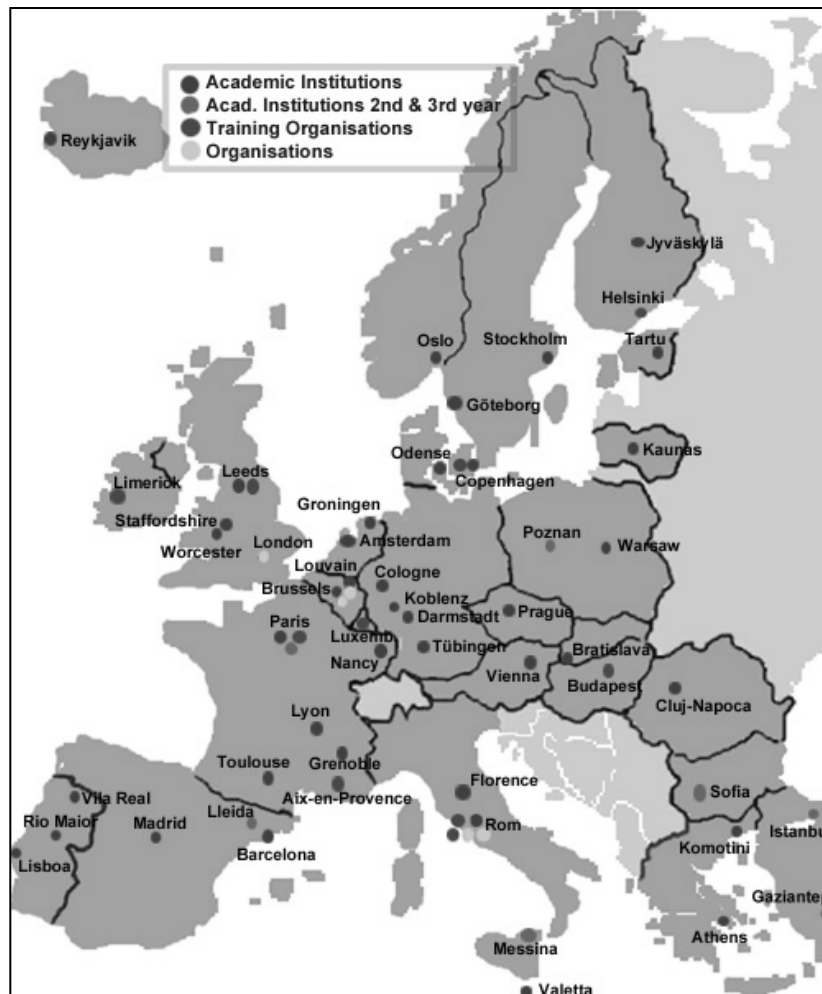 Academic Institutions
Acad. Institutions 2nd & 3rd year
Training Organisations
Organisations
Reykjavik
Jyväskylä
Helsinki
Oslo
Stockholm
Tartu
Göteborg
Kaunas
Odense
Copenhagen
Limerick
Leeds
Groningen
Staffordshire
Worcester
London
Amsterdam
Poznan
Warsaw
Louvain
Brussels
Cologne
Koblenz
Darmstadt
Prague
Paris
Luxemb
Nancy
Tübingen
Bratislava
Vienna
Budapest
Cluj-Napoca
Lyon
Toulouse
Grenoble
Aix-en-Provence
Florence
Sofia
Vila Real
Rio Maior
Madrid
Lleida
Barcelona
Rom
Lisboa
Komotini
Istanbu
Gaziantep
Messina
Athens
Valetta